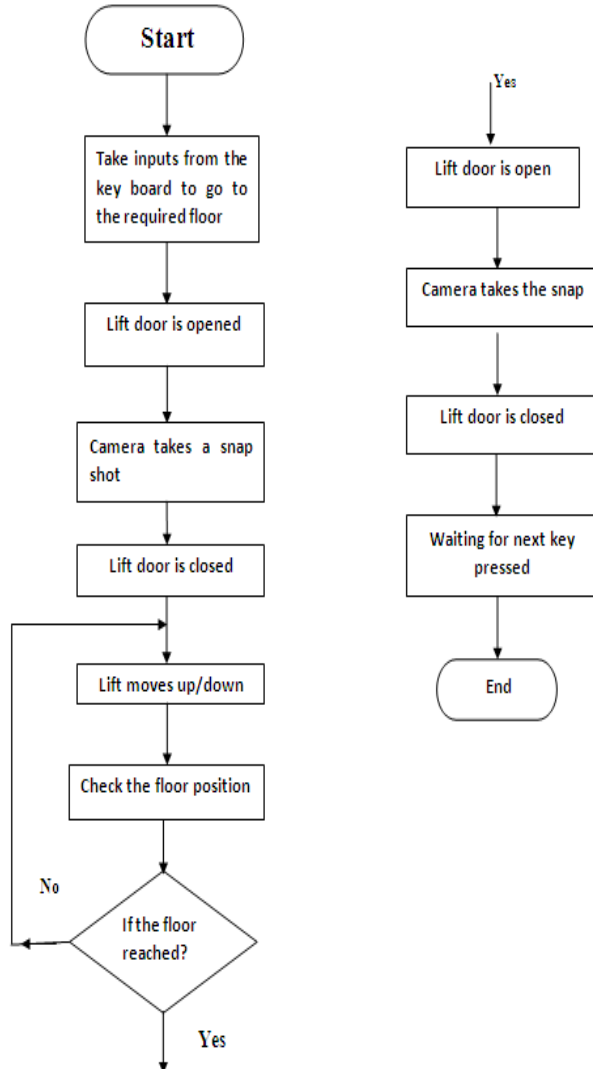 Start
Take inputs from the
key board to go to
the required floor
Lift door is opened
Camera takes a snap
shot
Lift door is closed
Lift moves up/down
Check the floor position
No
If the floor
reached?
Yes
Yes
Lift door is open
Camera takes the snap
Lift door is closed
Waiting for next key
pressed
End